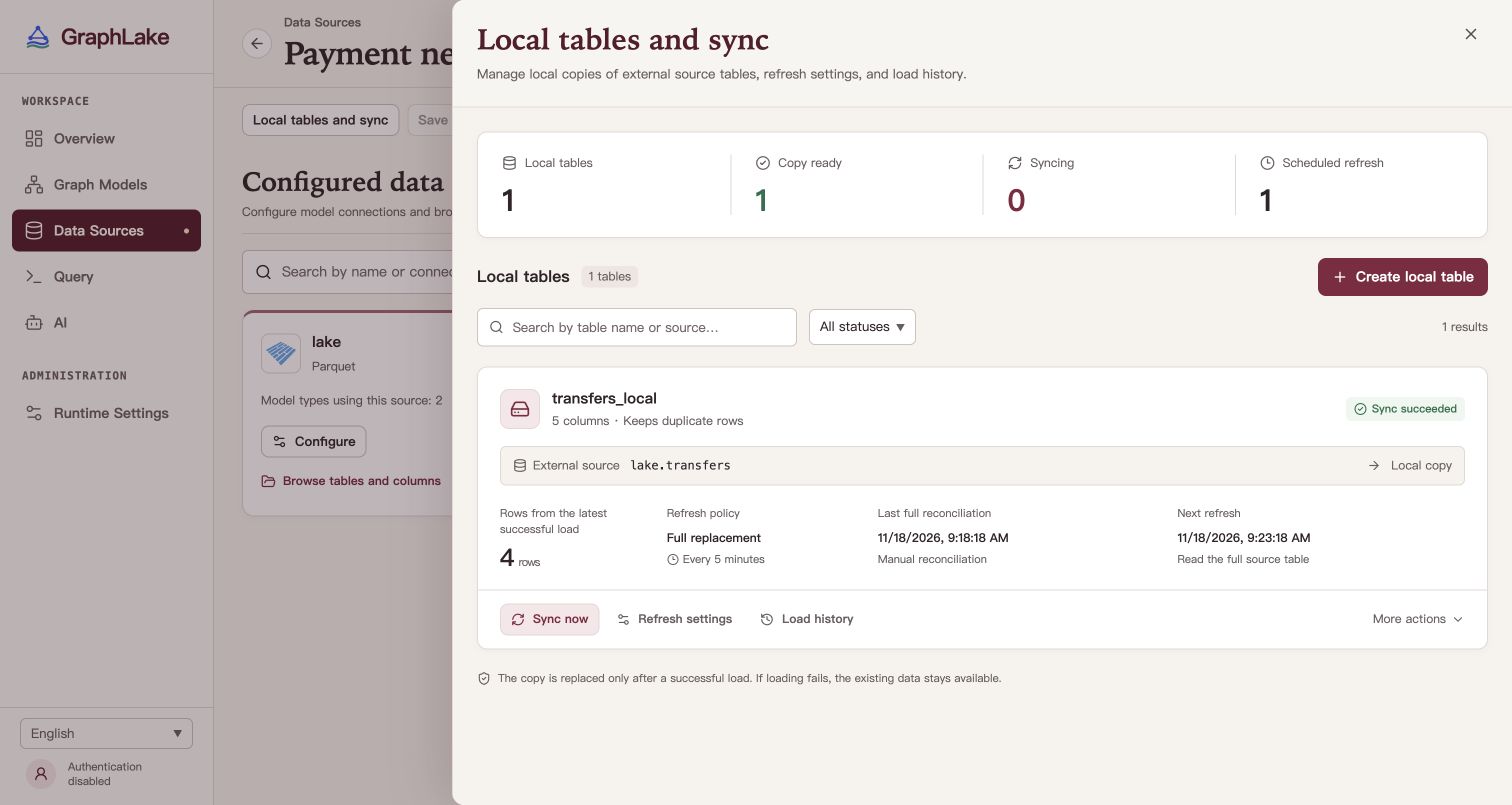 GraphLake
WORKSPACE
Overview
Graph Models
Data Sources
Query
AI
ADMINISTRATION
Runtime Settings
English
Authentication
disabled
Data Sources
Payment ne
Local tables and sync
Save
Configured data
Configure model connections and bro
Search by name or connec
lake
Parquet
Model types using this source: 2
Configure
Browse tables and columns
Local tables and sync
Manage local copies of external source tables, refresh settings, and load history.
Local tables
1
Copy ready
1
Syncing
0
Scheduled refresh
1
Local tables 1 tables
Create local table
Search by table name or source...
All statuses
1 results
transfers_local
5 columns · Keeps duplicate rows
Sync succeeded
External source lake.transfers
Local copy
Rows from the latest
successful load
4 rows
Refresh policy
Full replacement
Every 5 minutes
Last full reconciliation
11/18/2026, 9:18:18 AM
Manual reconciliation
Next refresh
11/18/2026, 9:23:18 AM
Read the full source table
Sync now
Refresh settings
Load history
More actions
The copy is replaced only after a successful load. If loading fails, the existing data stays available.